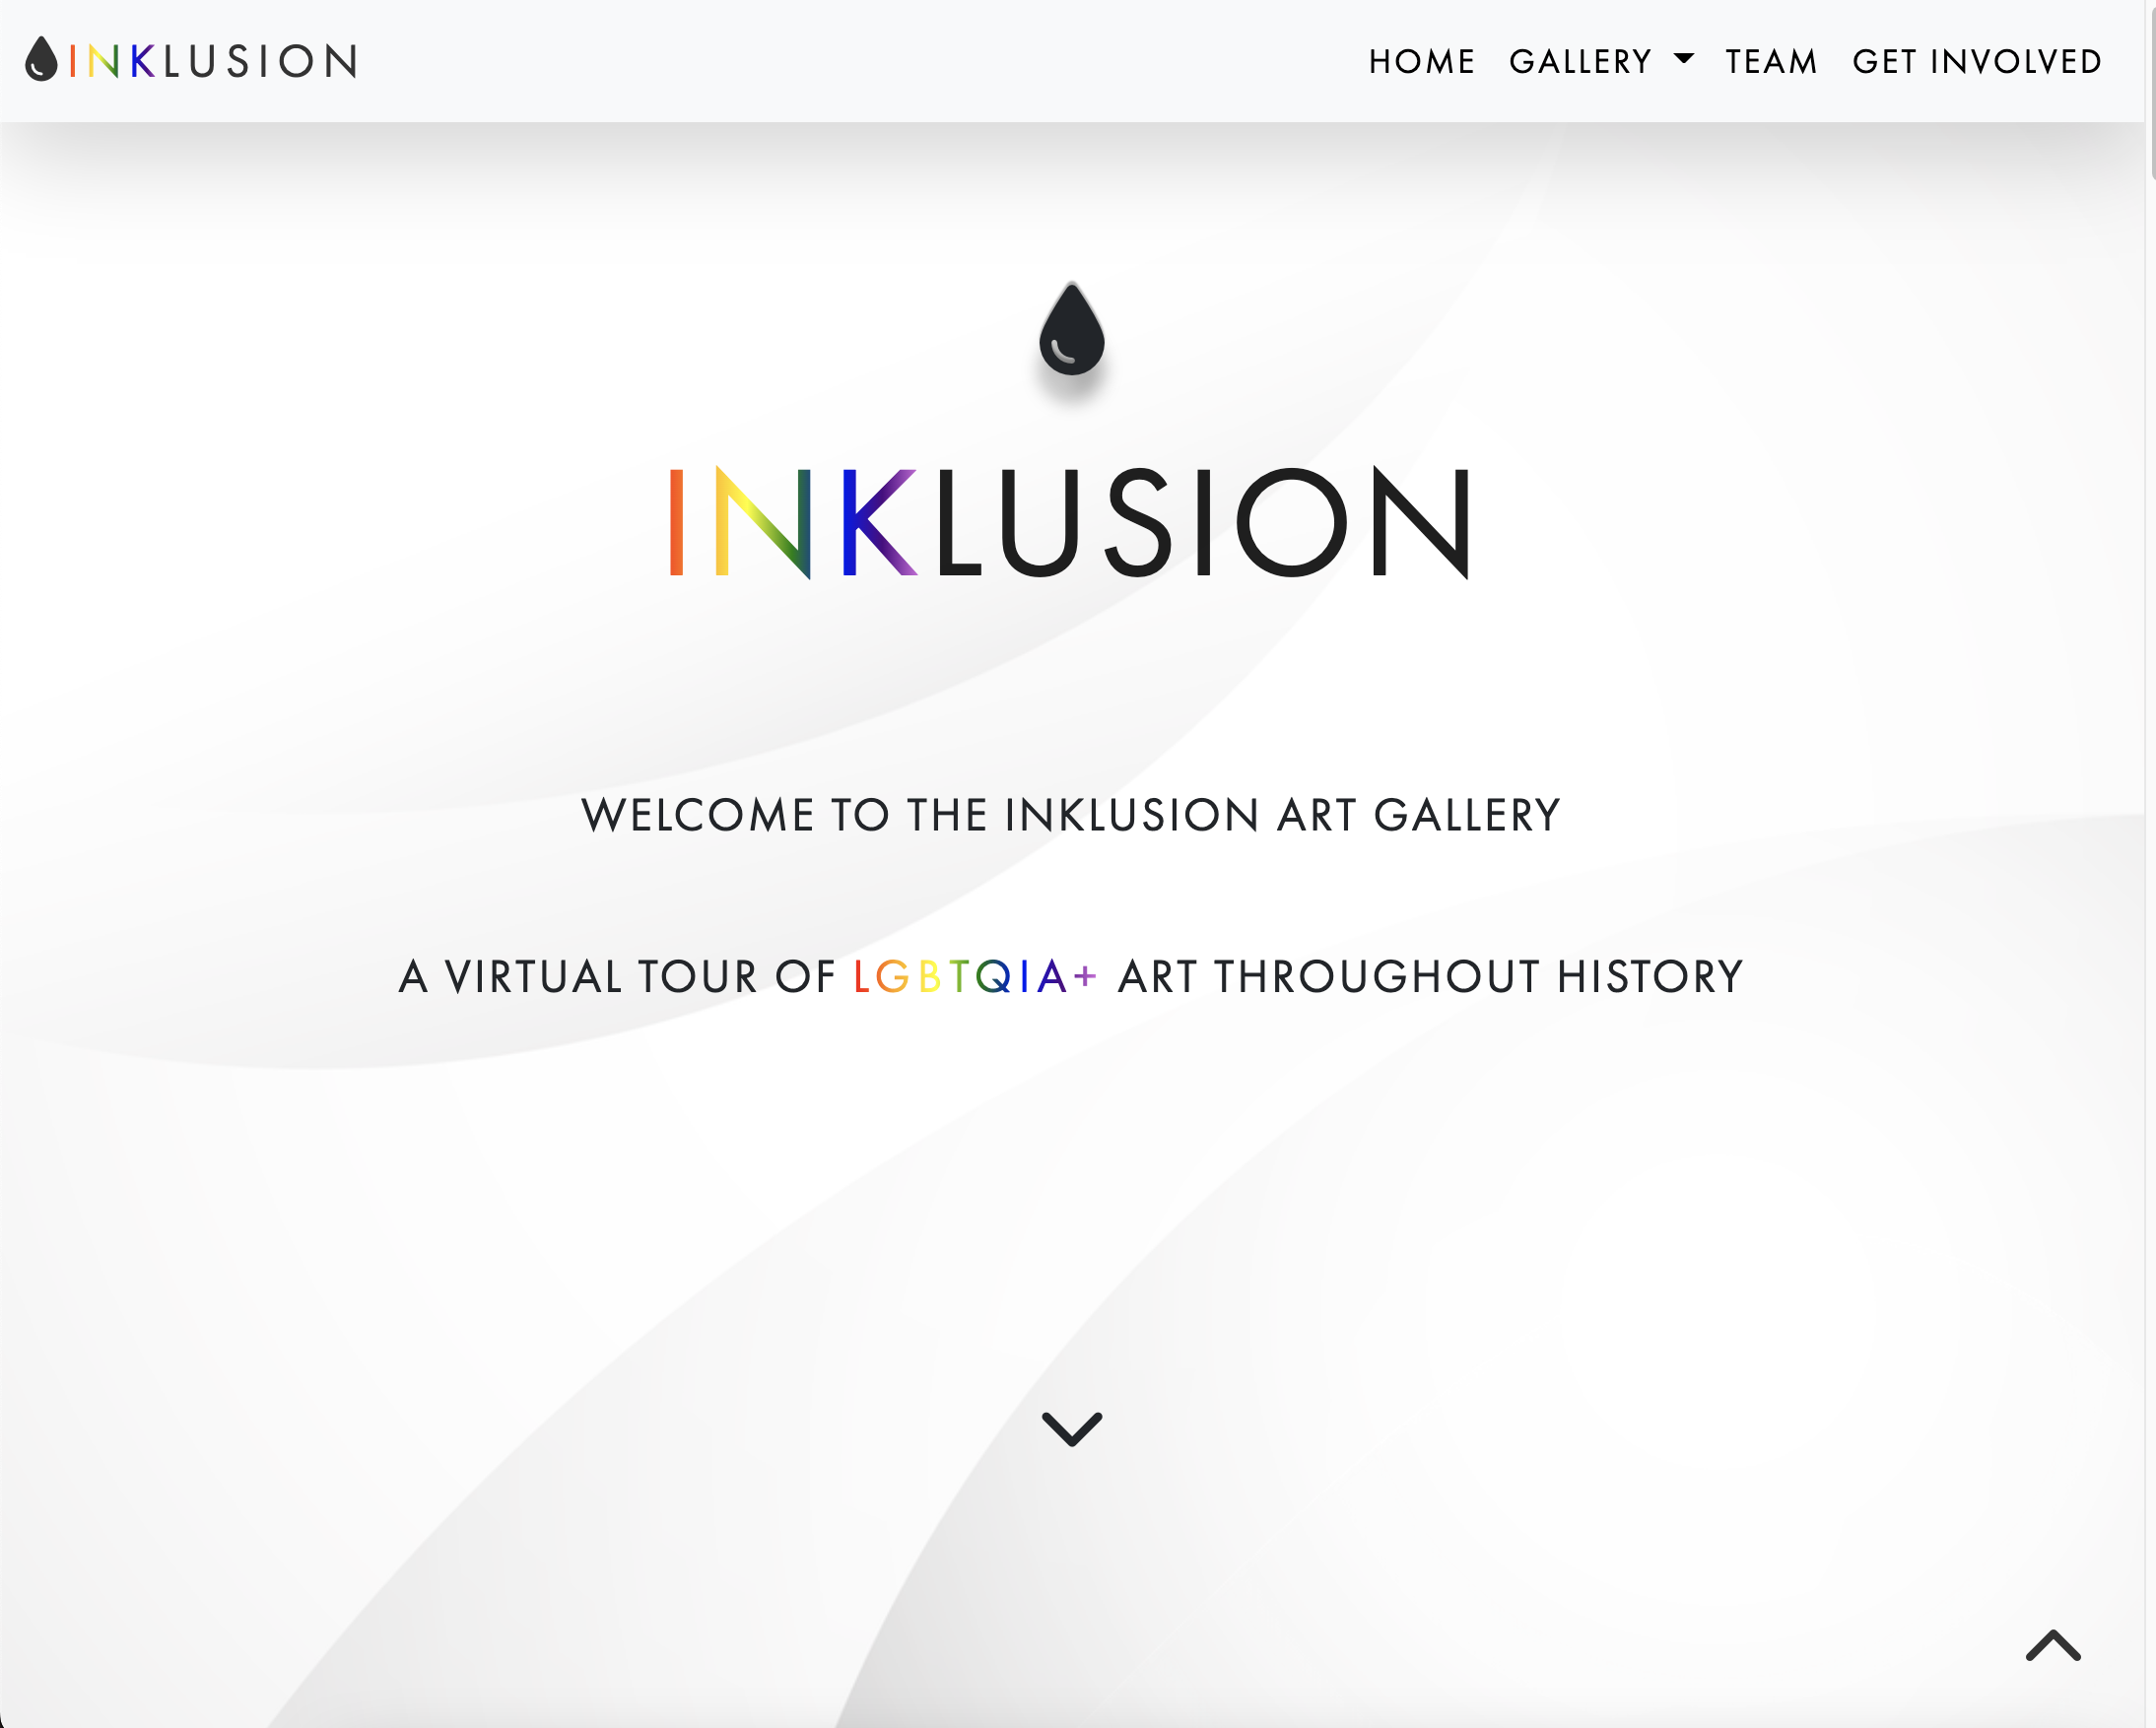 INKLUSION
HOME GALLERY TEAM GET INVOLVED
INKLUSION
WELCOME TO THE INKLUSION ART GALLERY
A VIRTUAL TOUR OF LGBTQIA+ ART THROUGHOUT HISTORY